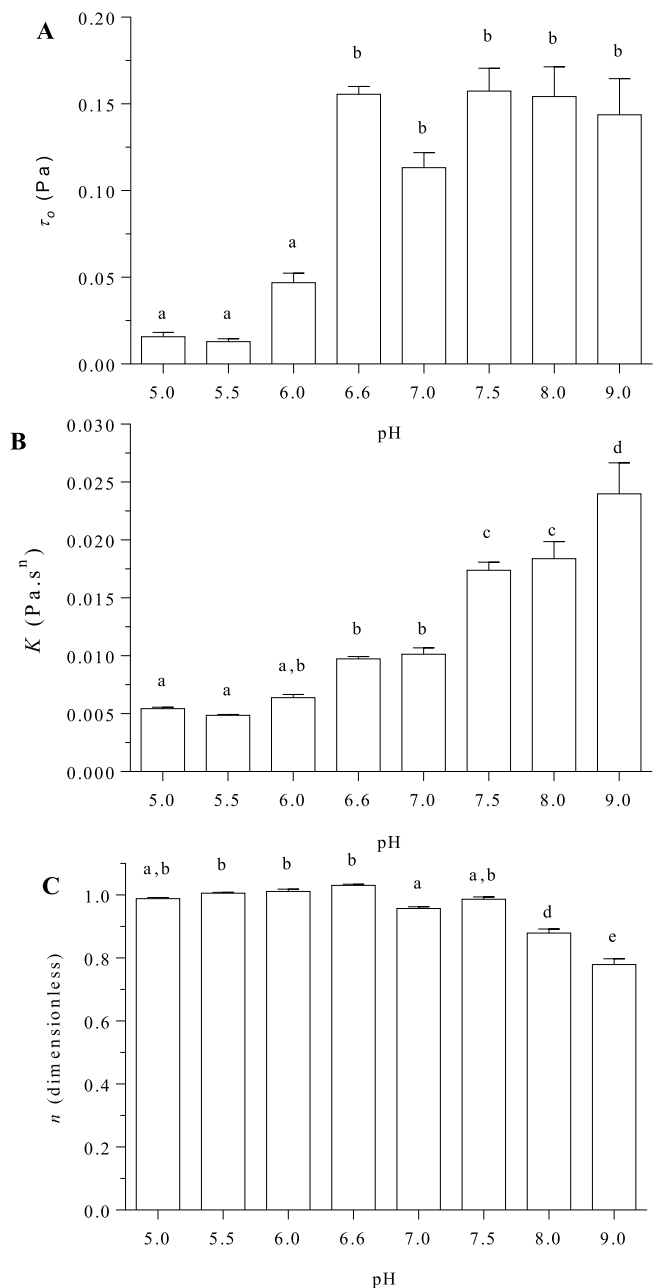 A
0.20
b
b
b
b
0.15
b
τo (Pa)
0.10
a
0.05
a
a
0.00
5.0 5.5 6.0 6.6 7.0 7.5 8.0 9.0
pH
B
0.030
d
0.025
c
c
0.020
K (Pa.sn)
0.015
b
b
a,b
0.010
a
a
0.005
0.000
5.0 5.5 6.0 6.6 7.0 7.5 8.0 9.0
pH
C
a,b b b b a a,b
1.0
d
e
0.8
n (dimensionless)
0.6
0.4
0.2
0.0
5.0 5.5 6.0 6.6 7.0 7.5 8.0 9.0
pH